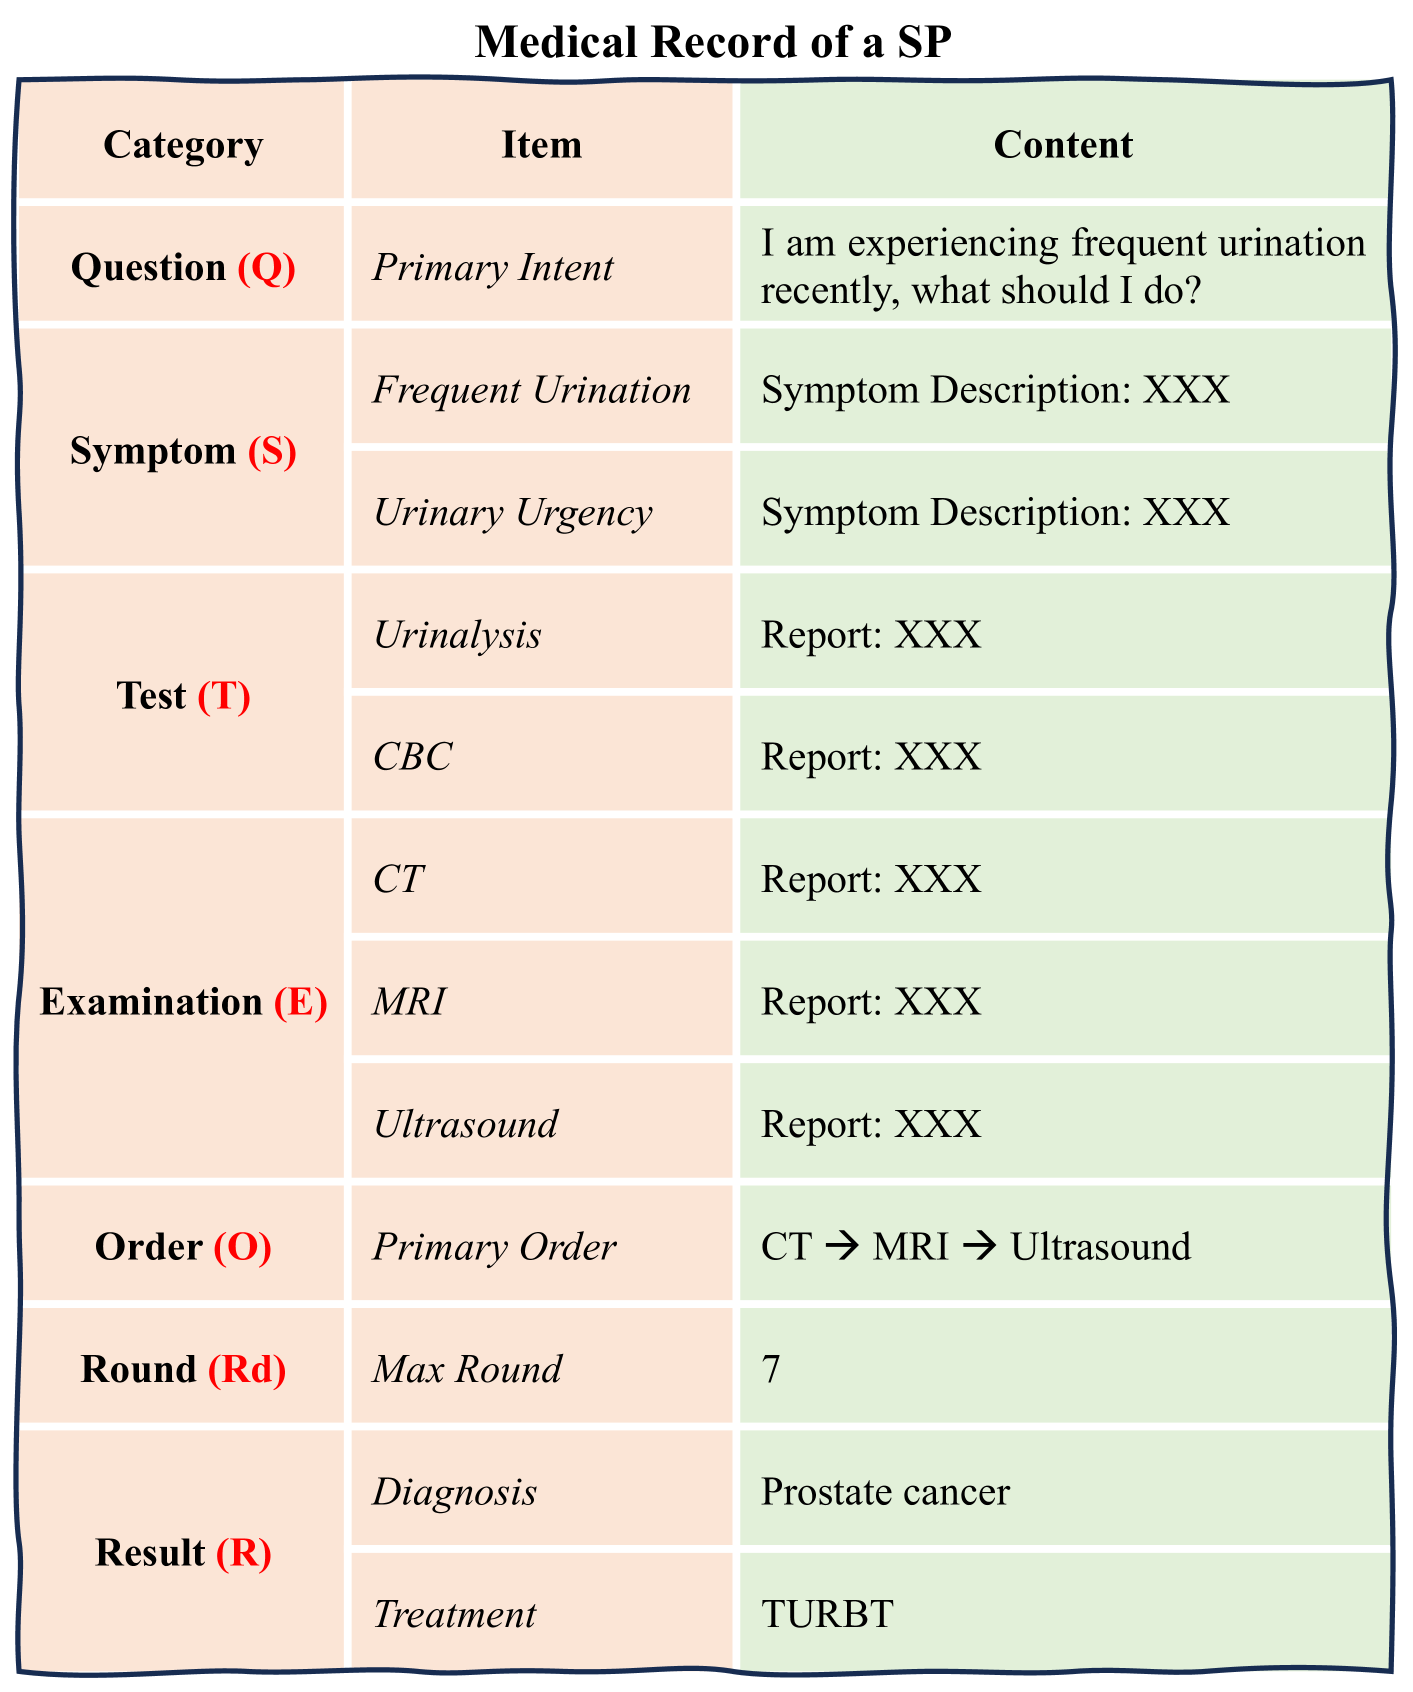 Medical Record of a SP
Category Item Content
Question (Q) Primary Intent I am experiencing frequent urination
recently, what should I do?
Symptom (S)
Frequent Urination Symptom Description: XXX
Urinary Urgency Symptom Description: XXX
Test (T)
Urinalysis Report: XXX
CBC Report: XXX
Examination (E)
CT Report: XXX
MRI Report: XXX
Ultrasound Report: XXX
Order (O) Primary Order CT → MRI → Ultrasound
Round (Rd) Max Round 7
Result (R)
Diagnosis Prostate cancer
Treatment TURBT